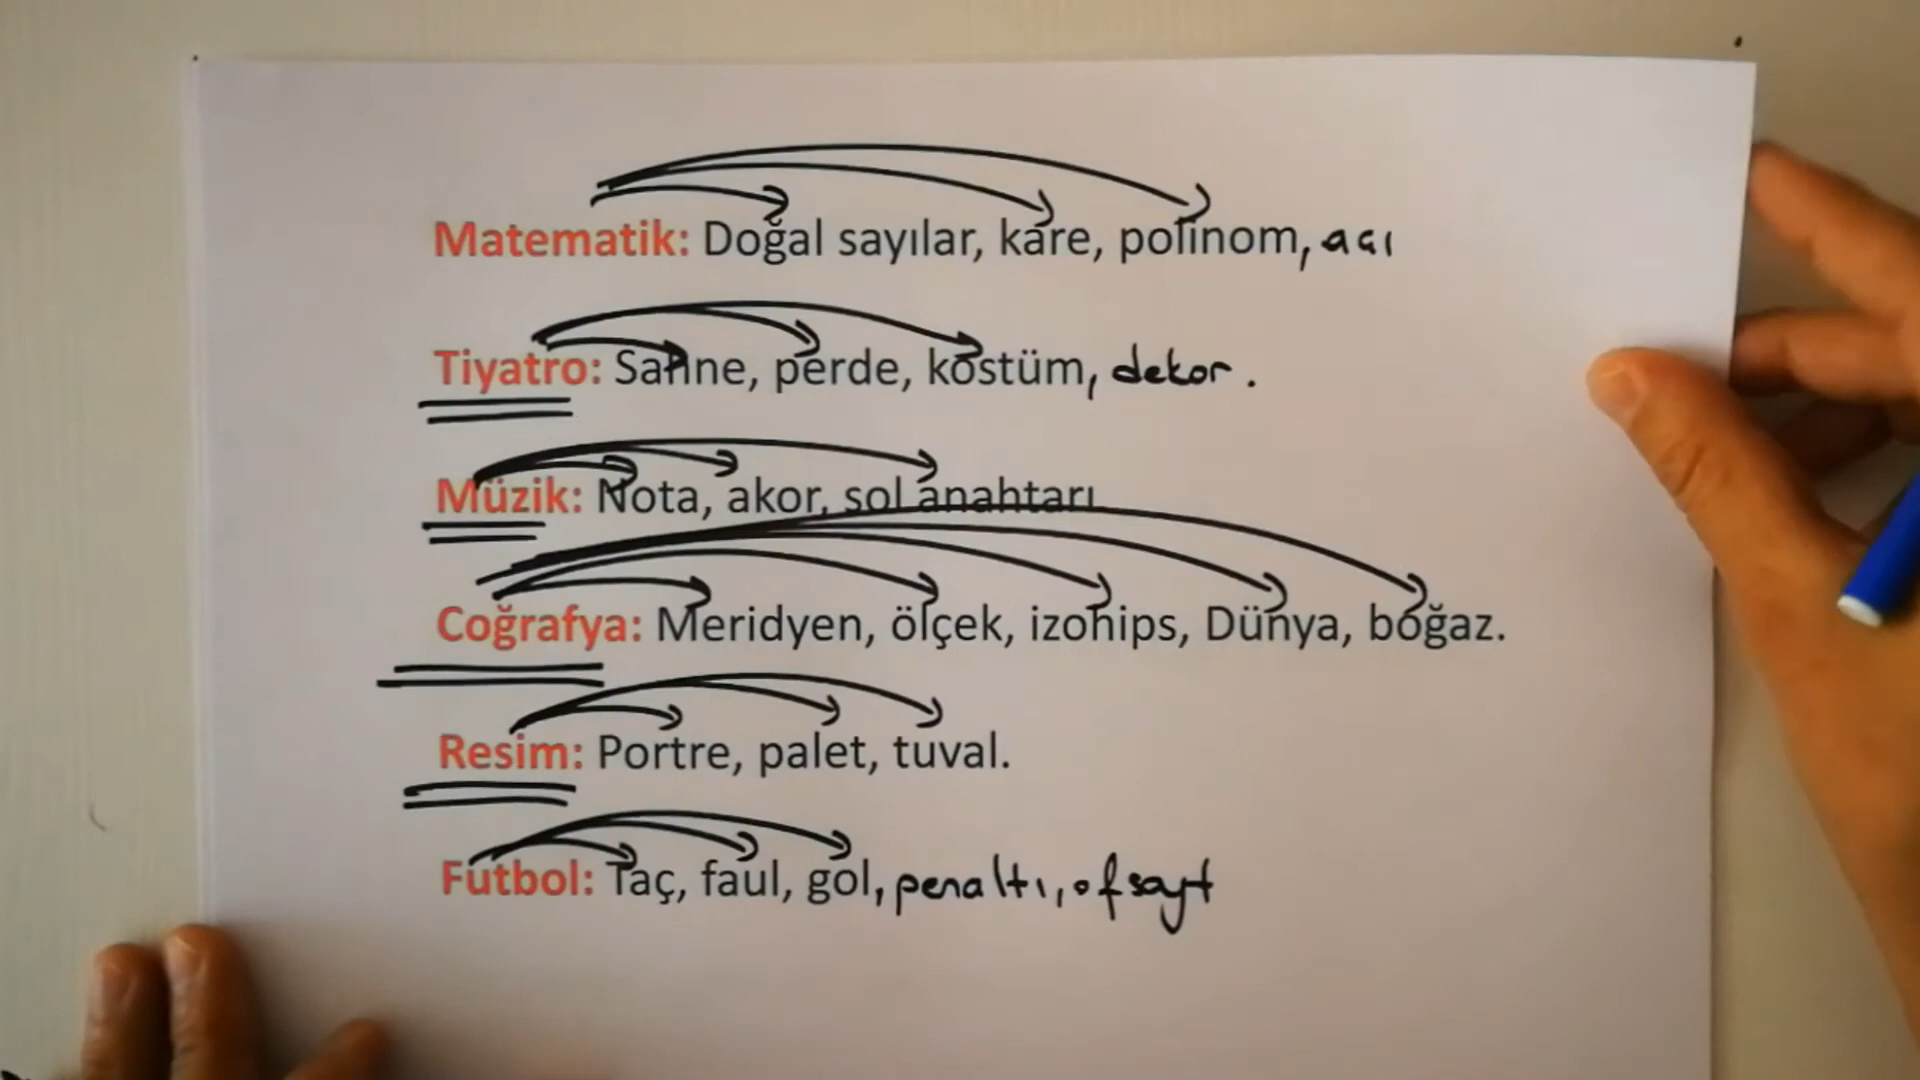 Matematik: Doğal sayılar, kare, polinom, açı
Tiyatro: Sahne, perde, kostüm, dekor.
Müzik: Nota, akor, sol anahtarı
Coğrafya: Meridyen, ölçek, izohips, Dünya, boğaz.
Resim: Portre, palet, tuval.
Futbol: Taç, faul, gol, penaltı, ofsayt